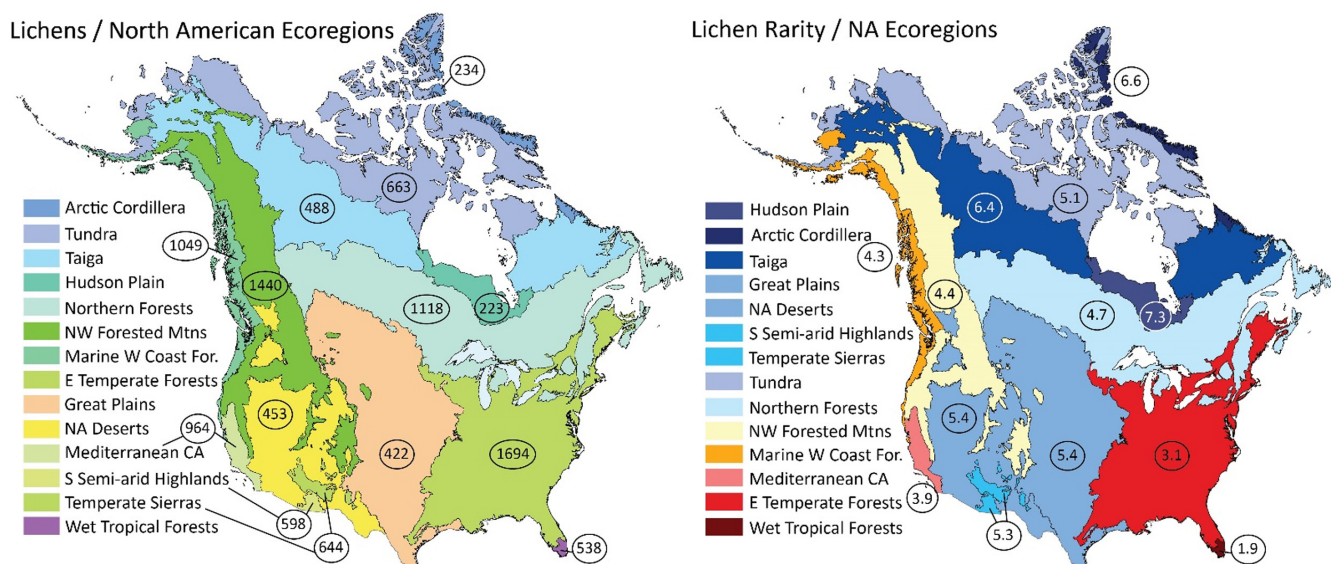 Lichens / North American Ecoregions
234
663
488
1049
1440
1118
223
453
964
422
1694
598
644
538
Arctic Cordillera
Tundra
Taiga
Hudson Plain
Northern Forests
NW Forested Mtns
Marine W Coast For.
E Temperate Forests
Great Plains
NA Deserts
Mediterranean CA
S Semi-arid Highlands
Temperate Sierras
Wet Tropical Forests
Lichen Rarity / NA Ecoregions
6.6
5.1
6.4
4.3
4.4
4.7
7.3
5.4
5.4
3.1
3.9
5.3
1.9
Hudson Plain
Arctic Cordillera
Taiga
Great Plains
NA Deserts
S Semi-arid Highlands
Temperate Sierras
Tundra
Northern Forests
NW Forested Mtns
Marine W Coast For.
Mediterranean CA
E Temperate Forests
Wet Tropical Forests